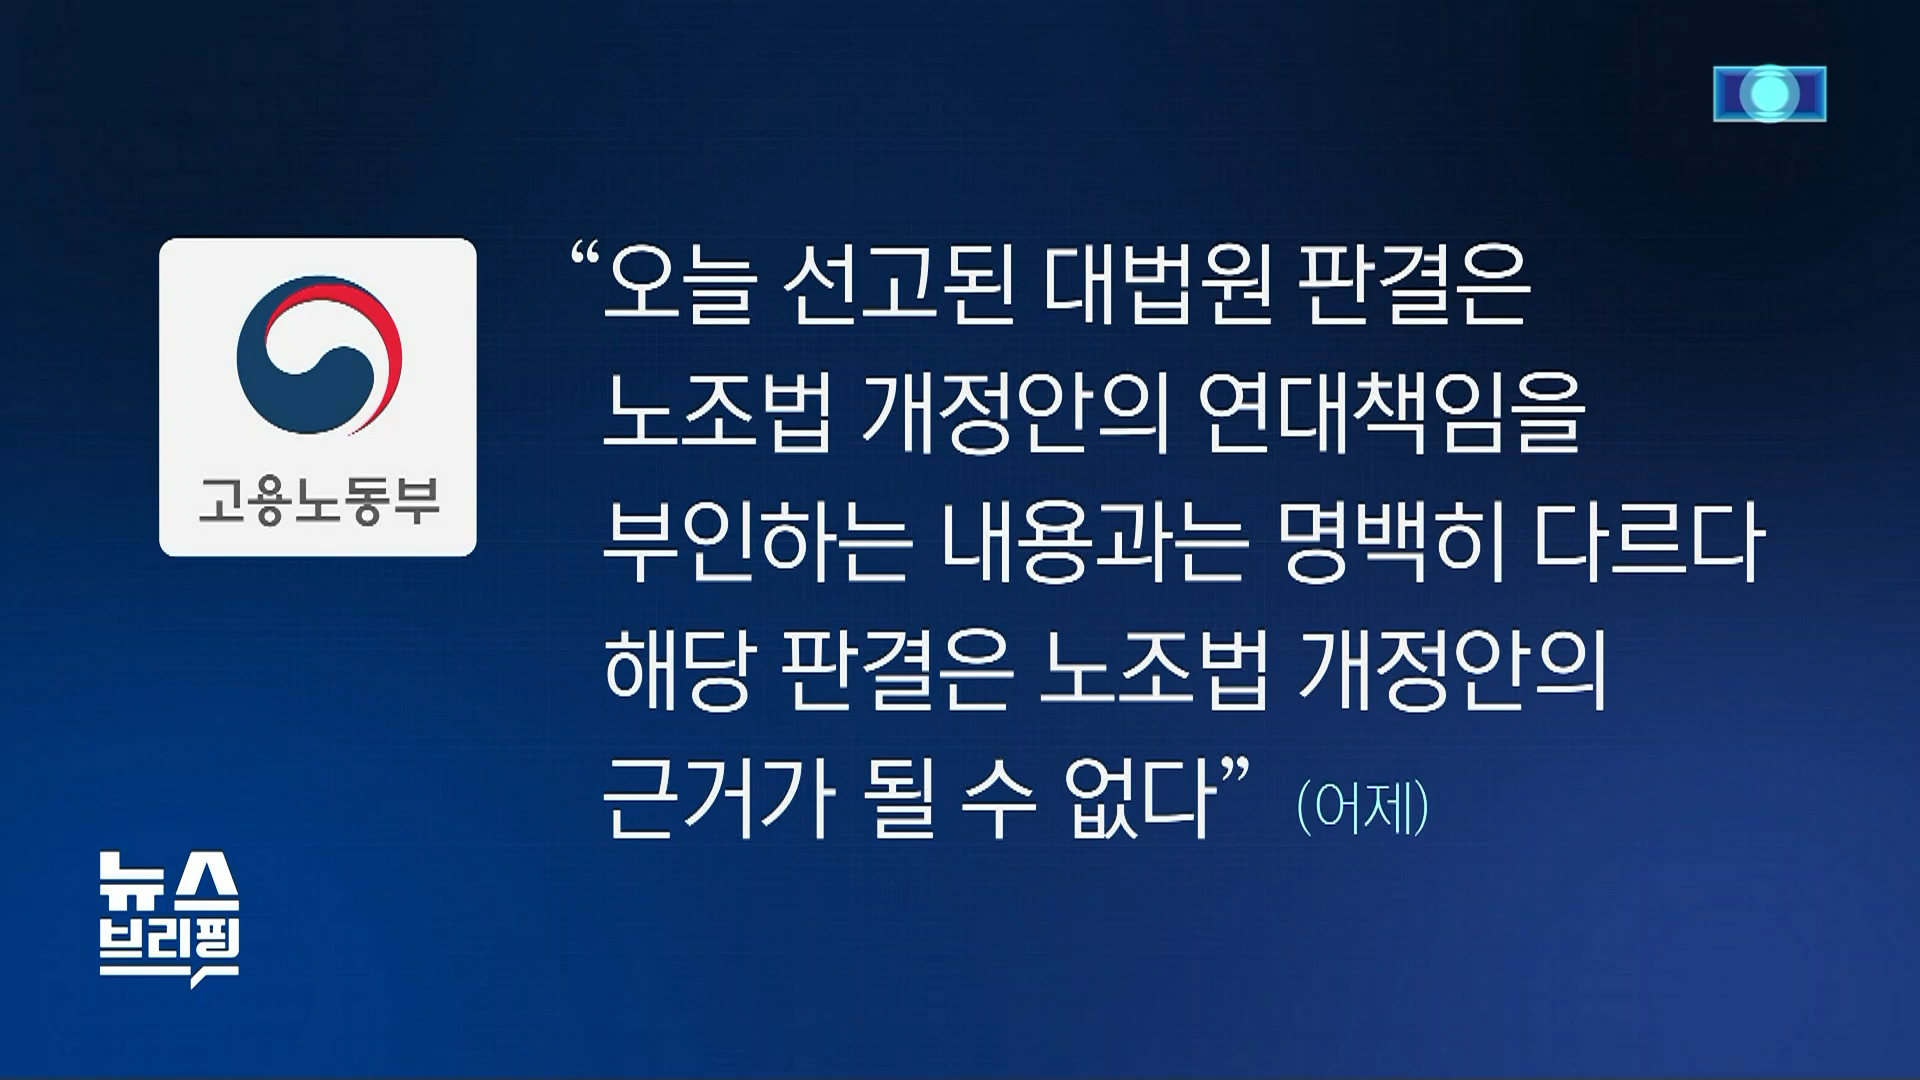 “오늘 선고된 대법원 판결은
노조법 개정안의 연대책임을
부인하는 내용과는 명백히 다르다
해당 판결은 노조법 개정안의
근거가 될 수 없다” (어제)
고용노동부
뉴스
브리핑